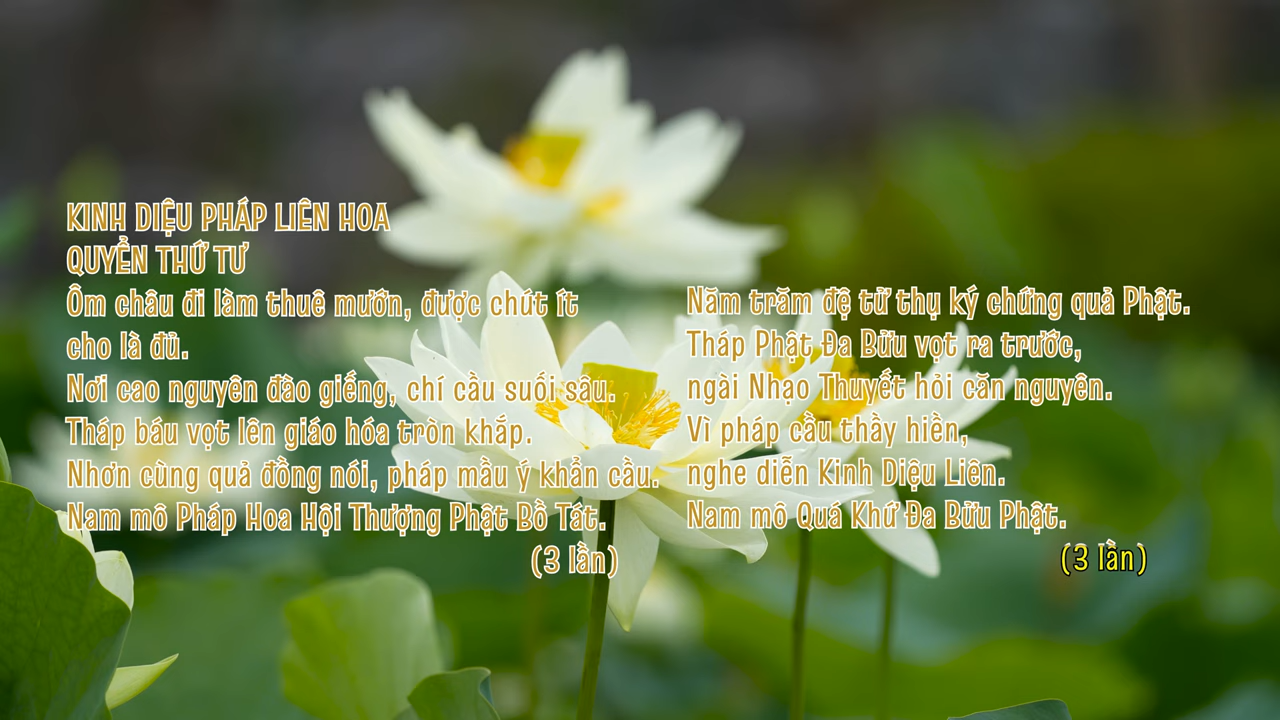 KINH DIỆU PHÁP LIÊN HOA
QUYỂN THỨ TƯ
Ôm châu đi làm thuê mướn, được chút ít
cho là đủ.
Nơi cao nguyên đào giếng, chí cầu suối sâu.
Tháp báu vọt lên giáo hóa tròn khắp.
Nhơn cùng quả đồng nói, pháp mầu ý khẩn cầu.
Nam mô Pháp Hoa Hội Thượng Phật Bồ Tát.
(3 lần)
Năm trăm đệ tử thụ ký chứng quả Phật.
Tháp Phật Đa Bửu vọt ra trước,
ngài Nhạo Thuyết hỏi căn nguyên.
Vì pháp cầu thầy hiền,
nghe diễn Kinh Diệu Liên.
Nam mô Quá Khứ Đa Bửu Phật.
(3 lần)